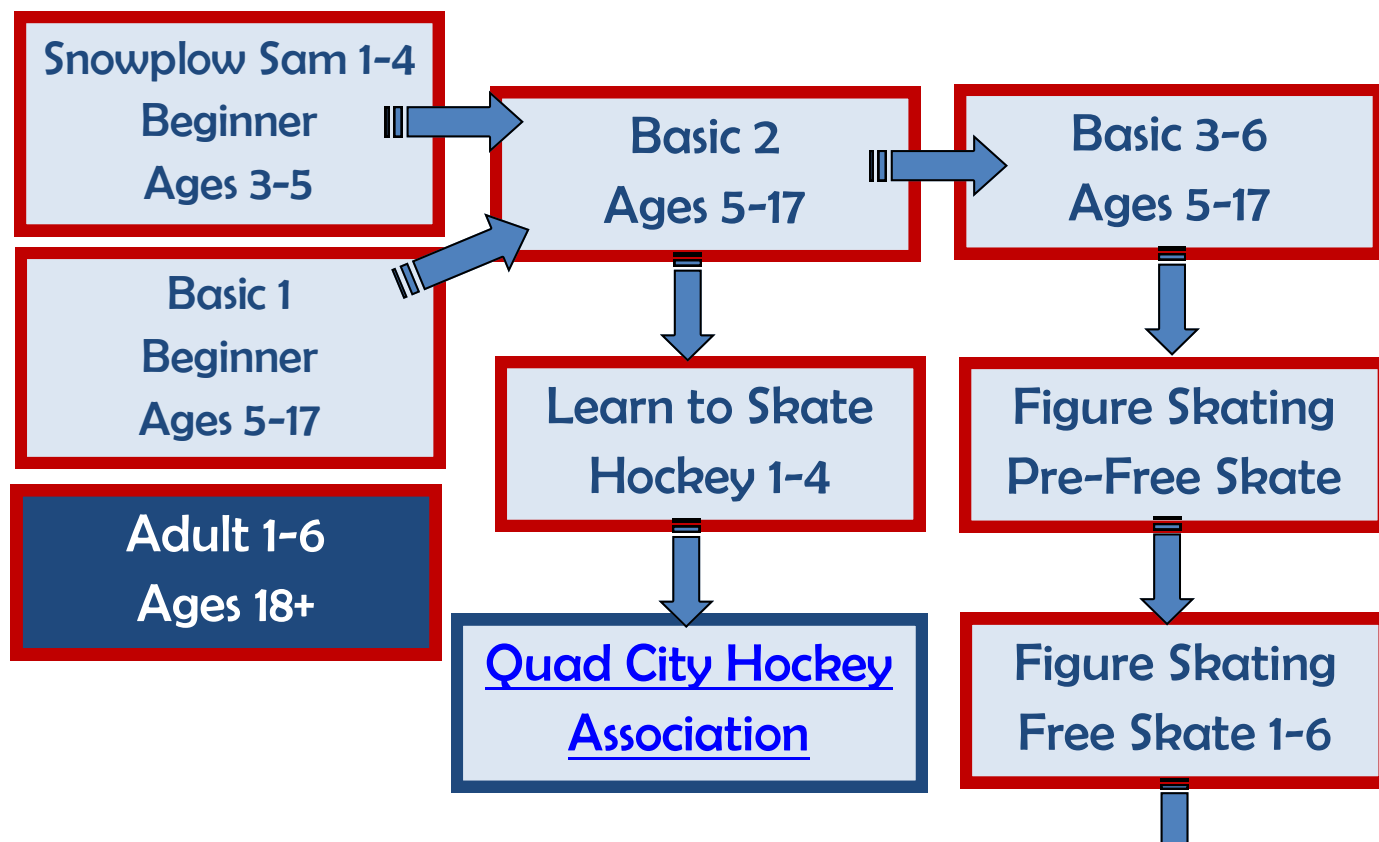 Snowplow Sam 1-4
Beginner
Ages 3-5
Basic 1
Beginner
Ages 5-17
Adult 1-6
Ages 18+
Basic 2
Ages 5-17
Learn to Skate
Hockey 1-4
Quad City Hockey
Association
Basic 3-6
Ages 5-17
Figure Skating
Pre-Free Skate
Figure Skating
Free Skate 1-6